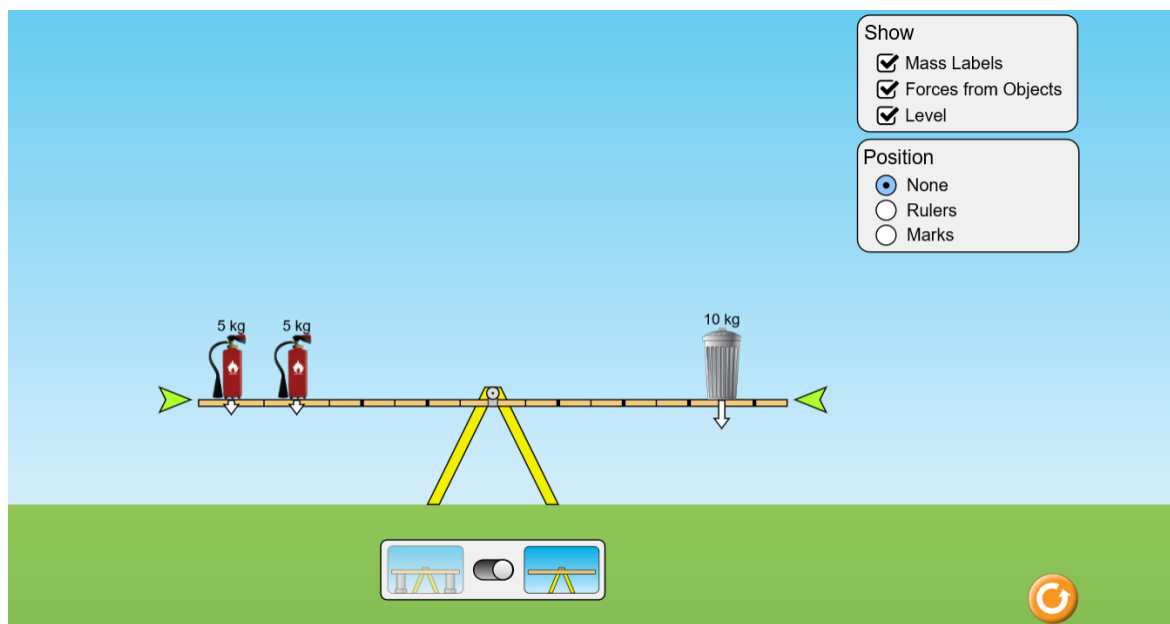 Show
Mass Labels
Forces from Objects
Level
Position
None
Rulers
Marks
5 kg
5 kg
10 kg